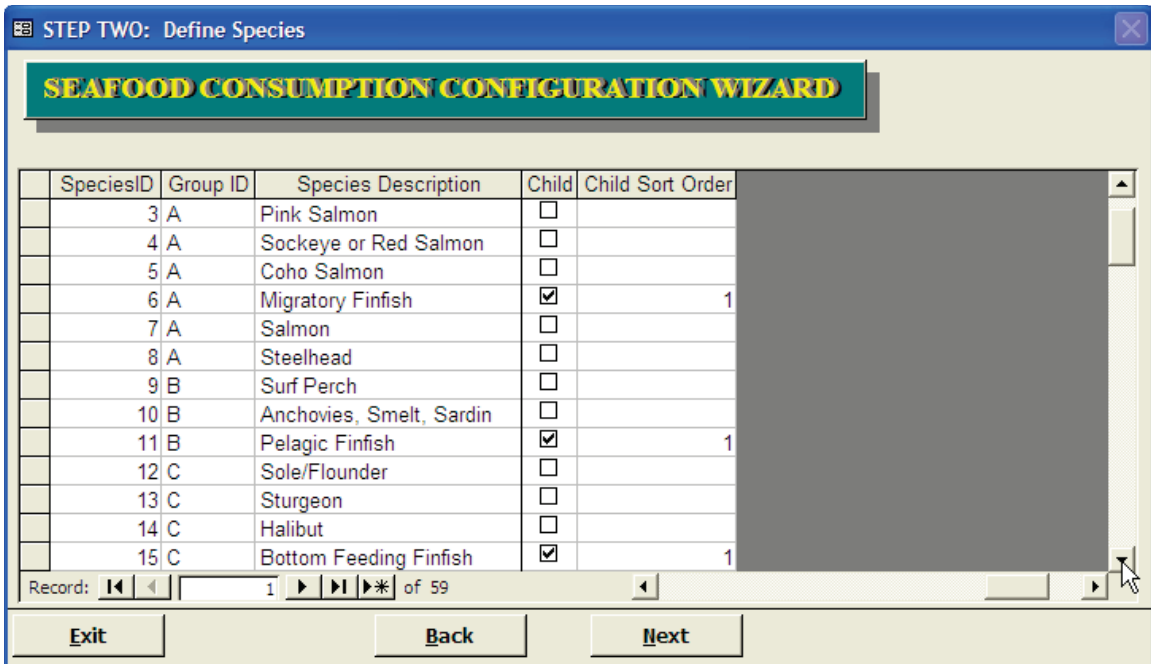 STEP TWO: Define Species
SEAFOOD CONSUMPTION CONFIGURATION WIZARD
SpeciesID Group ID Species Description Child Child Sort Order
3 A Pink Salmon
4 A Sockeye or Red Salmon
5 A Coho Salmon
6 A Migratory Finfish 1
7 A Salmon
8 A Steelhead
9 B Surf Perch
10 B Anchovies, Smelt, Sardin
11 B Pelagic Finfish 1
12 C Sole/Flounder
13 C Sturgeon
14 C Halibut
15 C Bottom Feeding Finfish 1
Record: 1 of 59
Exit Back Next